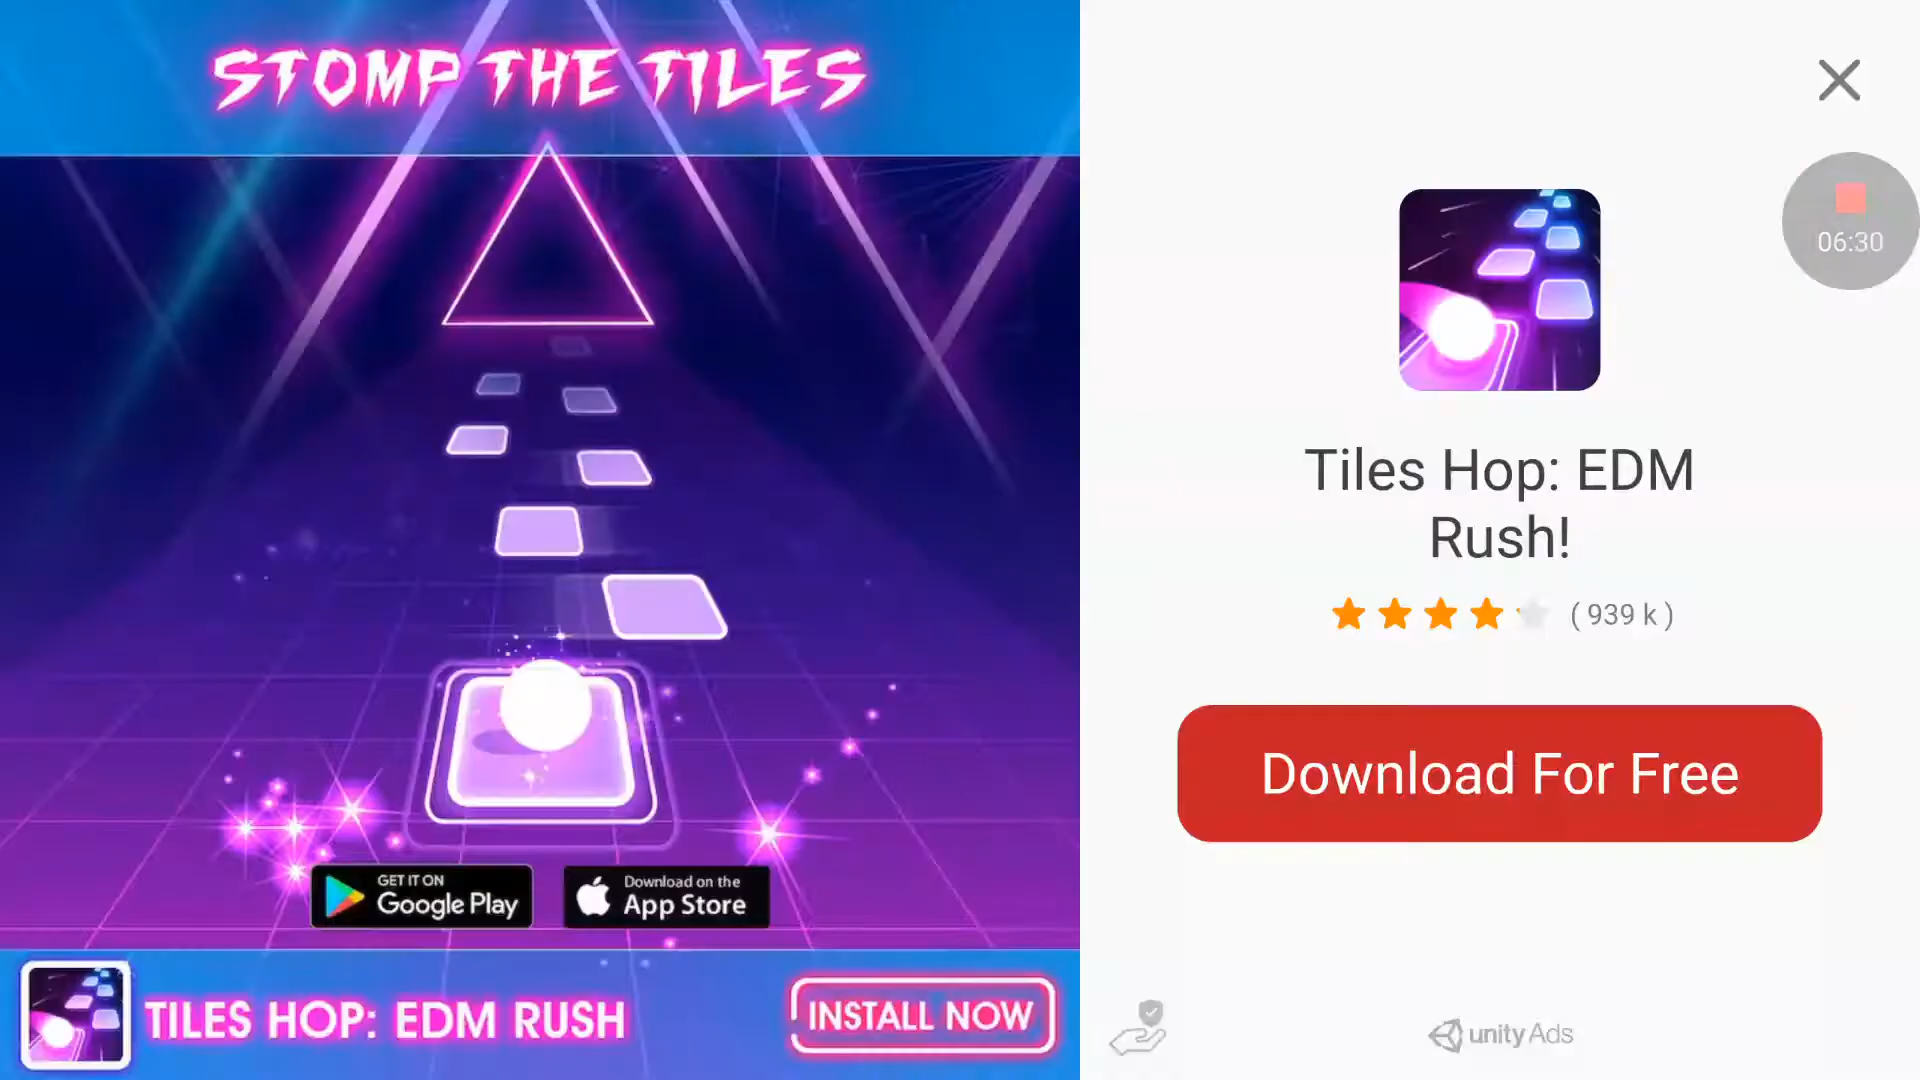 STOMP THE TILES
GET IT ON
Google Play
Download on the
App Store
TILES HOP: EDM RUSH
INSTALL NOW
06:30
Tiles Hop: EDM
Rush!
( 939 k )
Download For Free
unity Ads